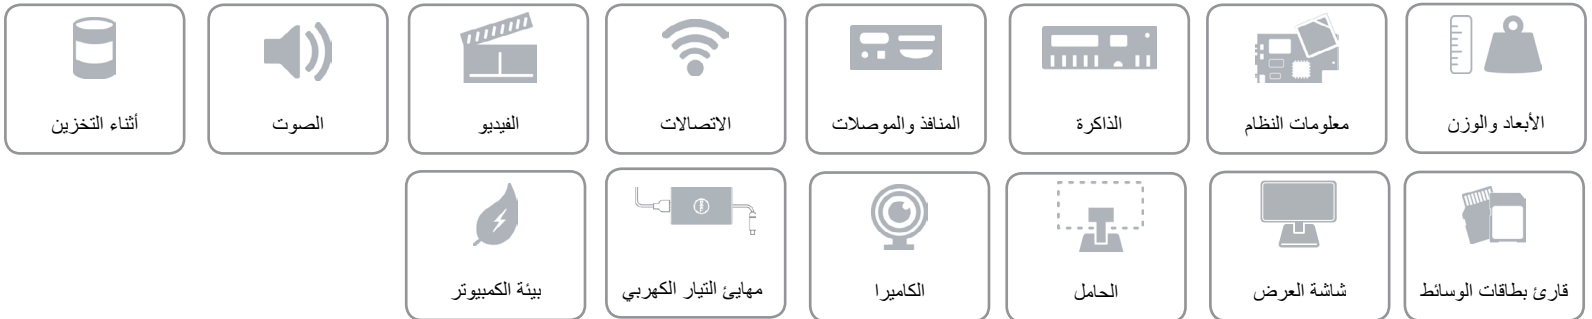 الأبعاد والوزن
معلومات النظام
الذاكرة
المنافذ والموصلات
الاتصالات
الفيديو
الصوت
أثناء التخزين
قارئ بطاقات الوسائط
شاشة العرض
الحامل
الكاميرا
مهايئ التيار الكهربي
بيئة الكمبيوتر